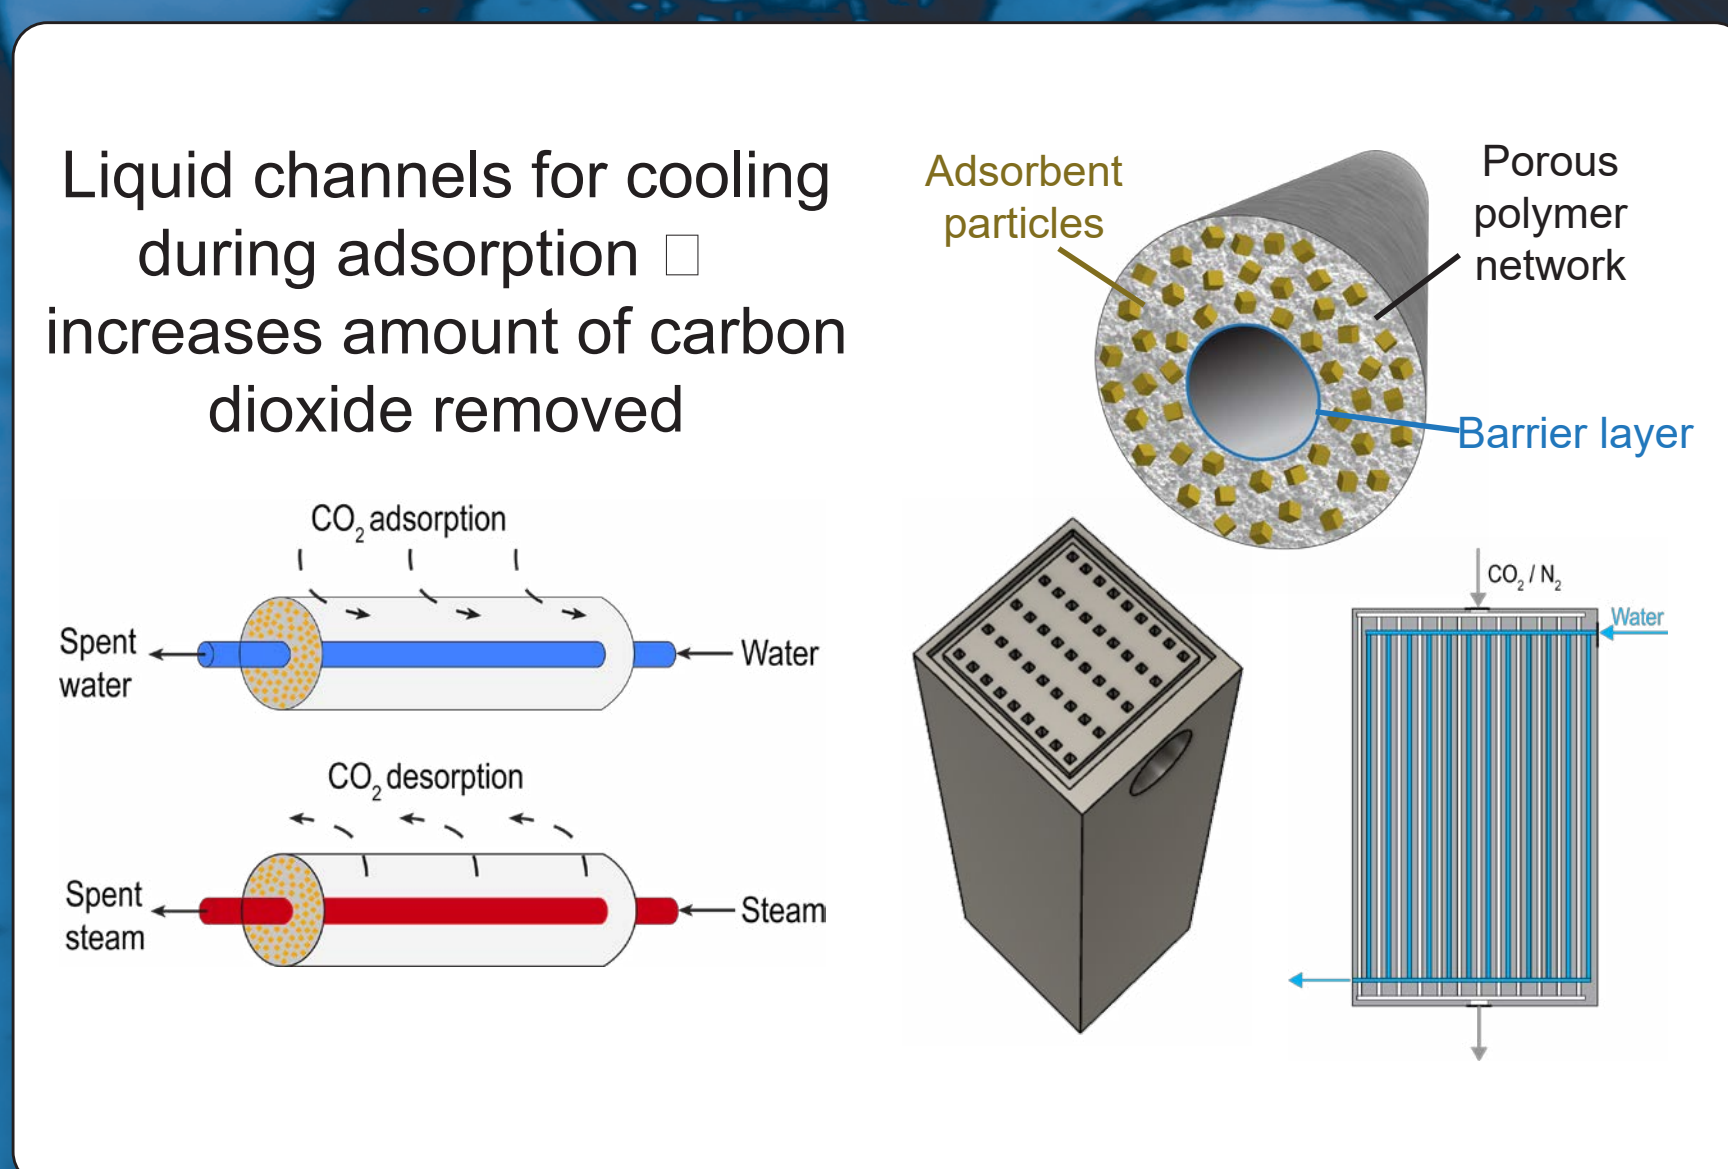 Liquid channels for cooling
during adsorption □
increases amount of carbon
dioxide removed
Adsorbent
particles
Porous
polymer
network
Barrier layer
CO₂ adsorption
Spent
water
Water
CO₂ desorption
Spent
steam
Steam
CO₂ / N₂
Water